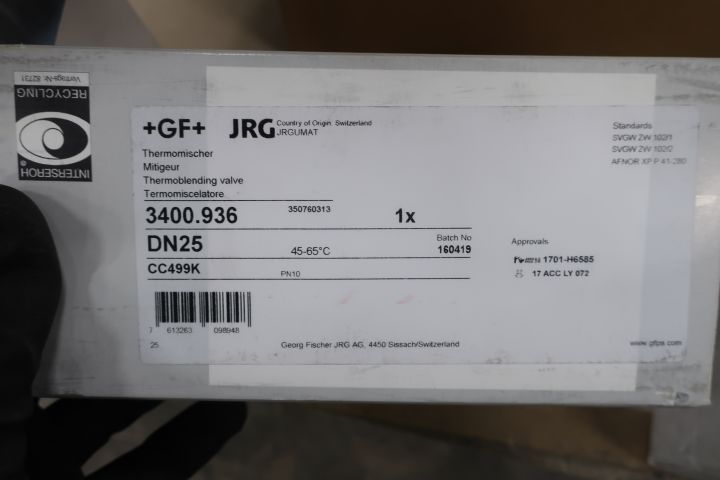 Vertrags-Nr. 82731
RECYCLING
INTERSEROH®
+GF+ JRG Country of Origin: Switzerland
JRGUMAT
Thermomischer
Mitigeur
Thermoblending valve
Termomiscelatore
3400.936 350760313 1x
DN25 45-65°C Batch No
160419
CC499K PN10
7 613263 098948
25 Georg Fischer JRG AG, 4450 Sissach/Switzerland
Standards
SVGW ZW 102/1
SVGW ZW 102/2
AFNOR XP P 41-280
Approvals
1701-H6585
17 ACC LY 072
www.gfps.com